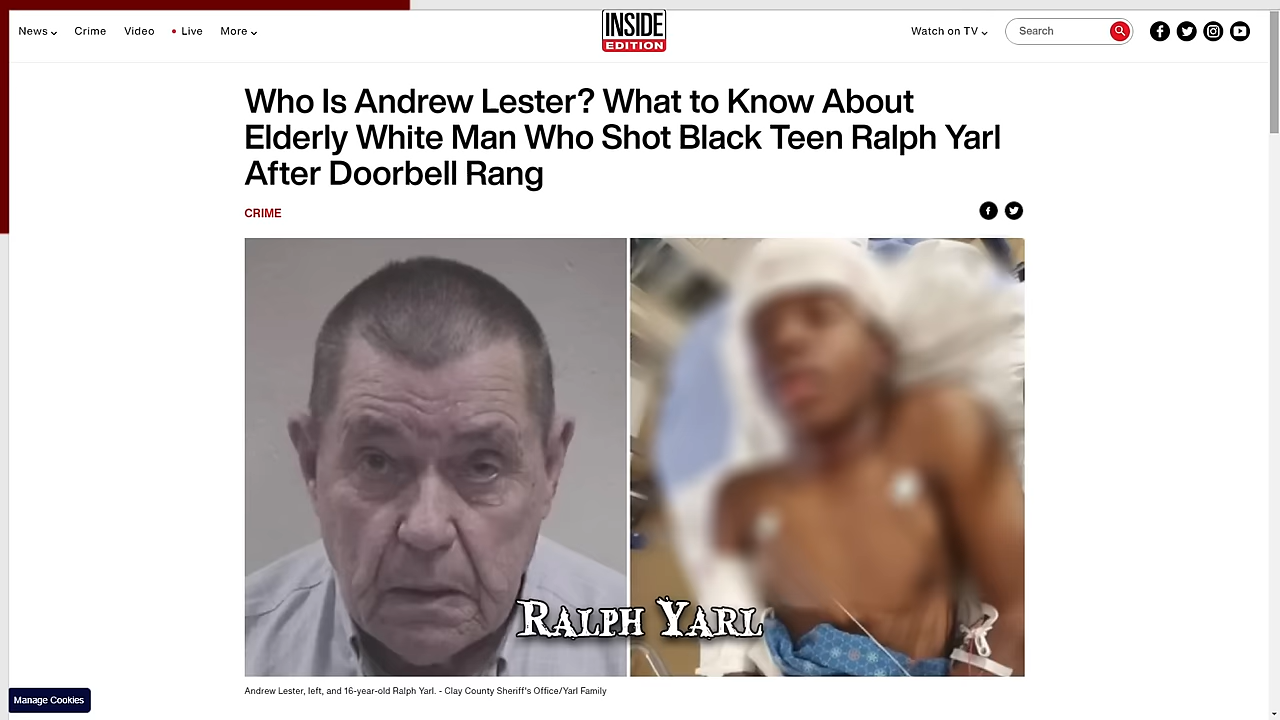 News
Crime
Video
Live
More
INSIDE
EDITION
Watch on TV
Search
Who Is Andrew Lester? What to Know About
Elderly White Man Who Shot Black Teen Ralph Yarl
After Doorbell Rang
CRIME
Ralph Yarl
Andrew Lester, left, and 16-year-old Ralph Yarl. - Clay County Sheriff's Office/Yarl Family
Manage Cookies